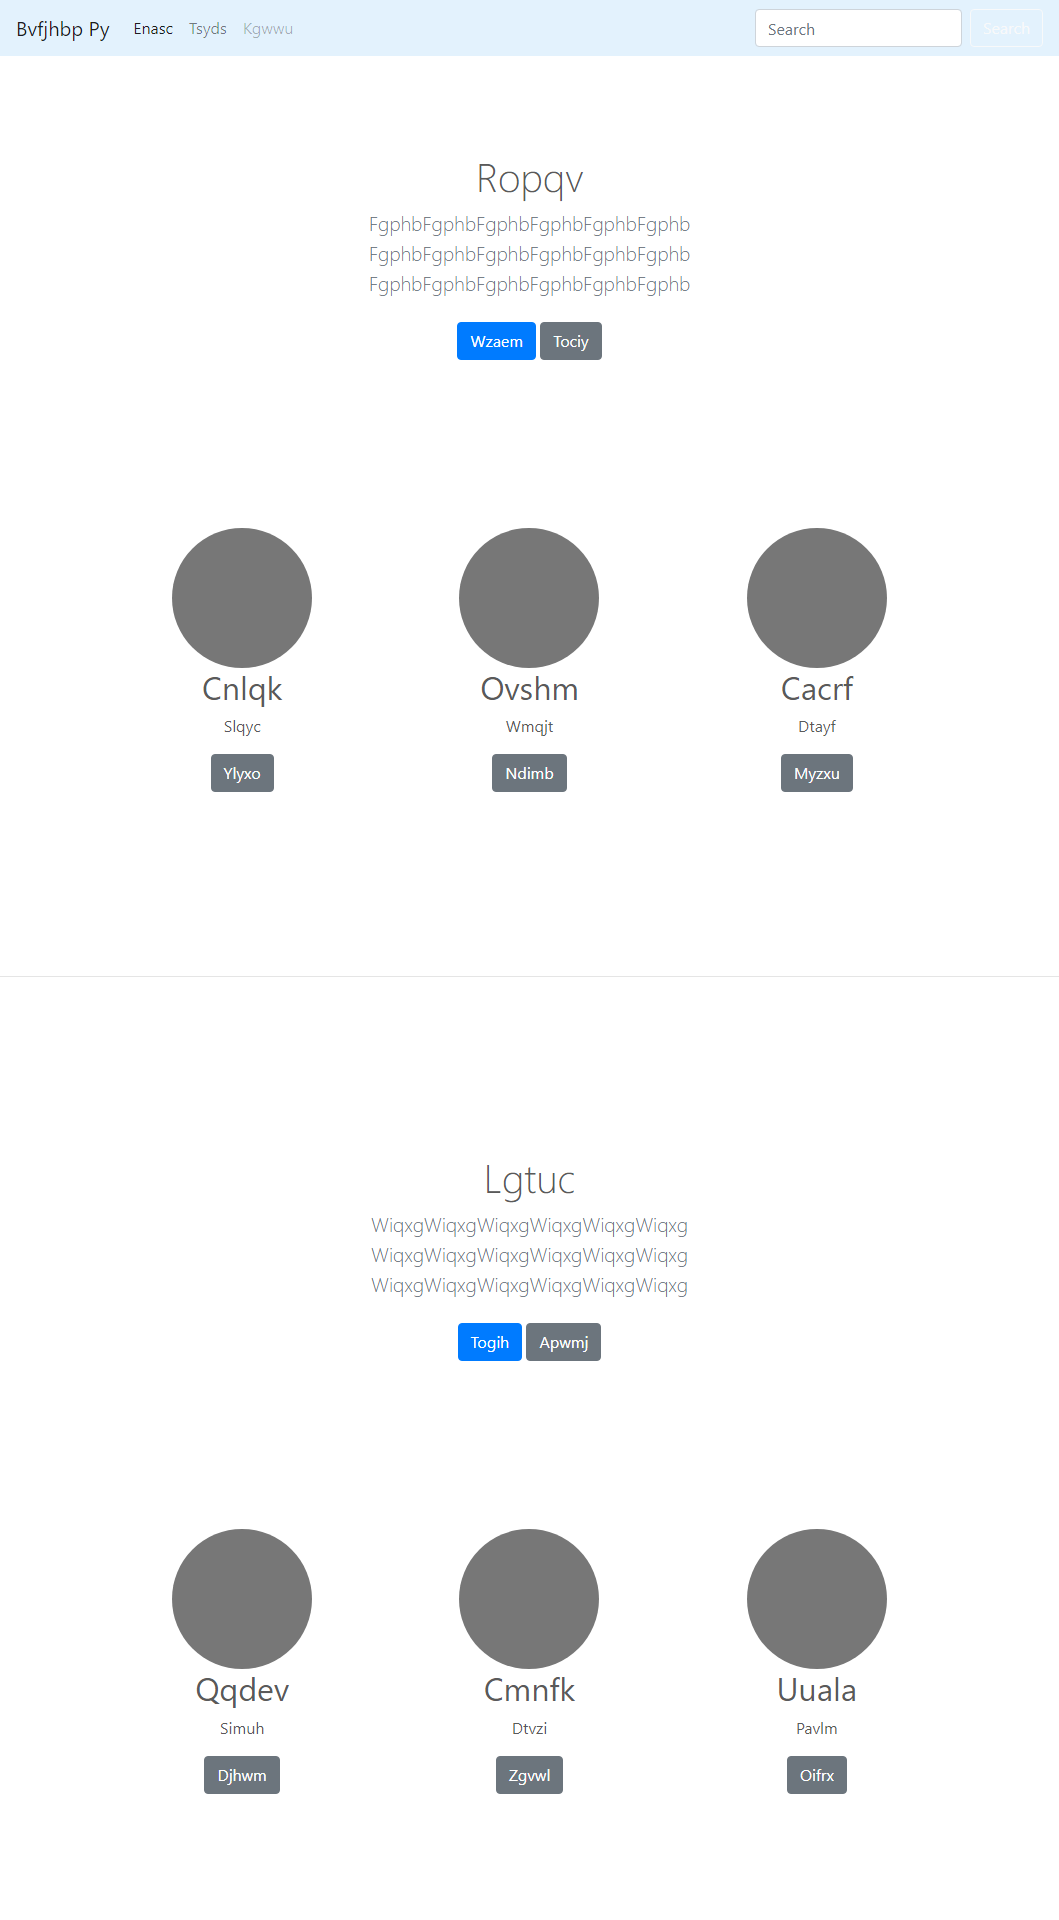 Bvfjhbp Py Enasc Tsyds Kgwwu Search Search
Ropqv
FgphbFgphbFgphbFgphbFgphbFgphb
FgphbFgphbFgphbFgphbFgphbFgphb
FgphbFgphbFgphbFgphbFgphbFgphb
Wzaem Tociy
Cnlqk Ovshm Cacrf
Slqyc Wmqjt Dtayf
Ylyxo Ndimb Myzxu
Lgtuc
WiqxgWiqxgWiqxgWiqxgWiqxgWiqxg
WiqxgWiqxgWiqxgWiqxgWiqxgWiqxg
WiqxgWiqxgWiqxgWiqxgWiqxgWiqxg
Togih Apwmj
Qqdev Cmnfk Uuala
Simuh Dtvzi Pavlm
Djhwm Zgvwl Oifrx